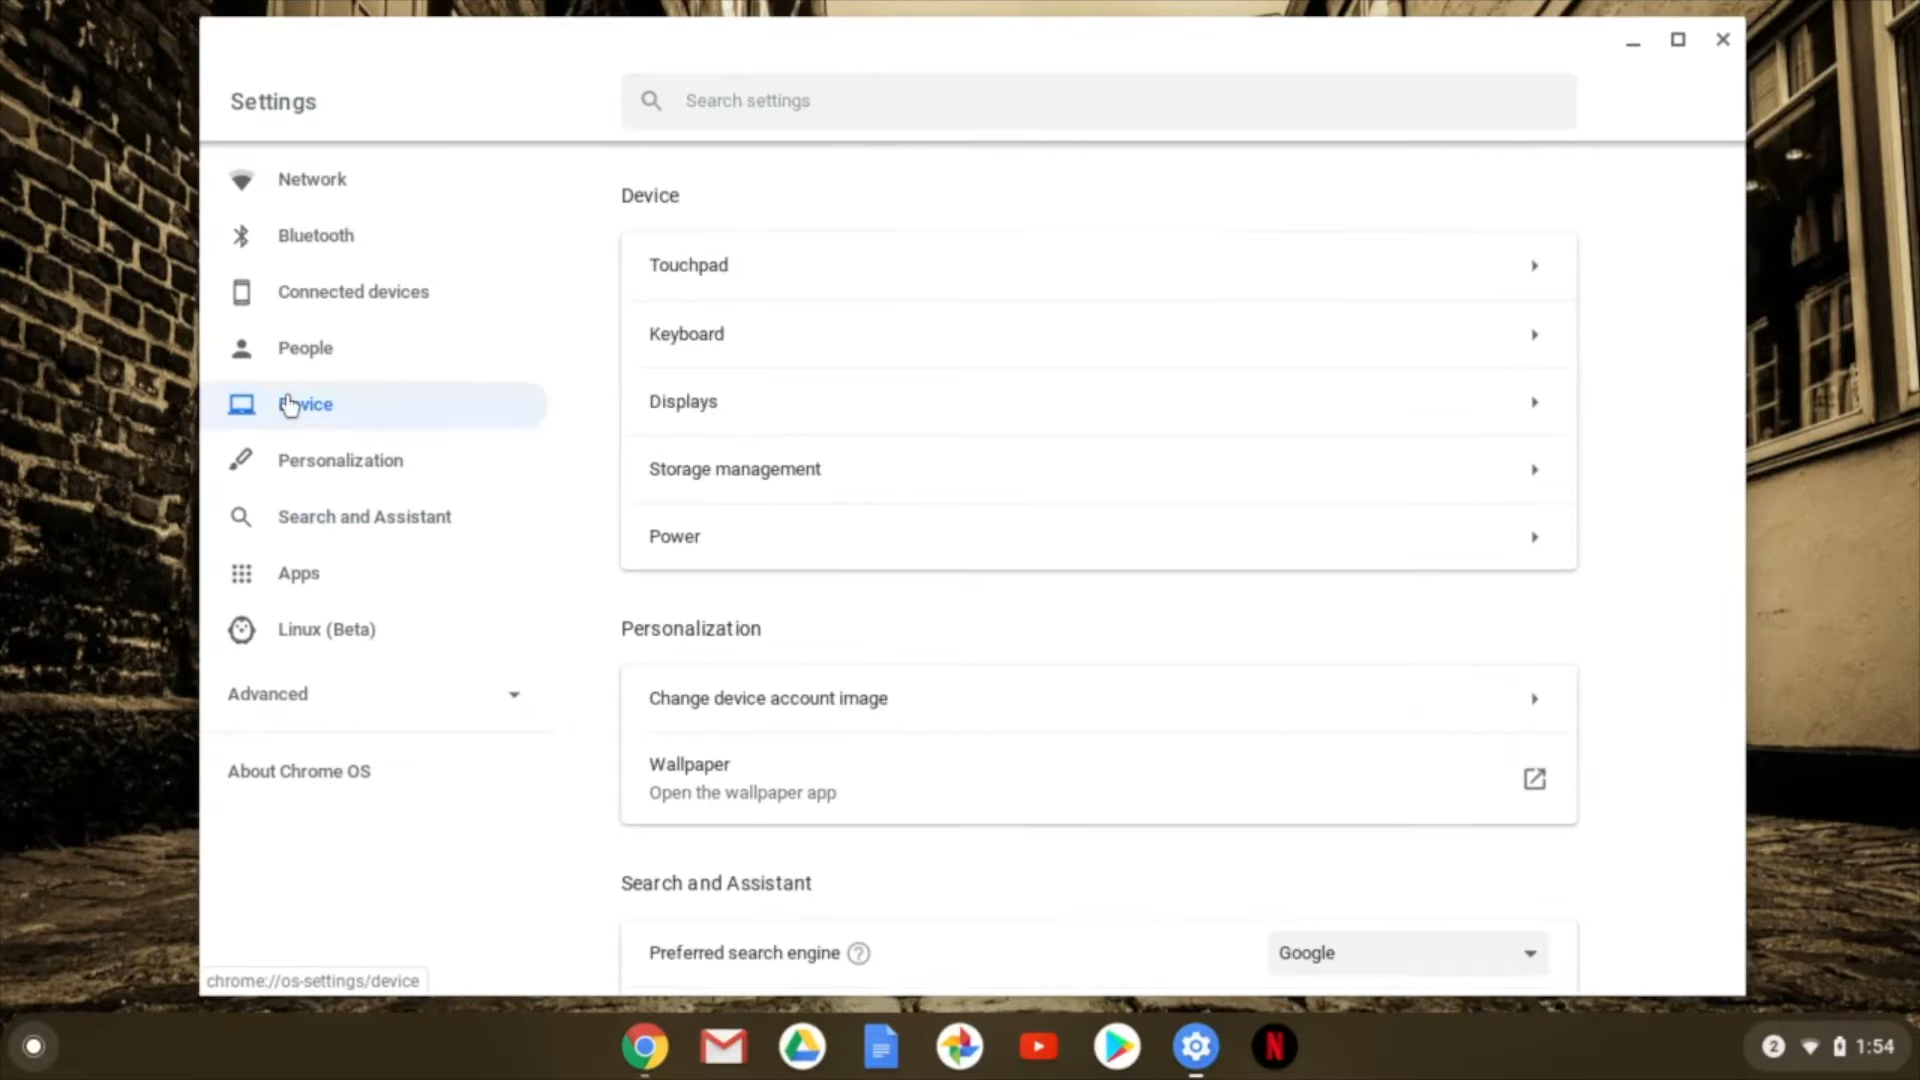 Settings
Search settings
Network
Bluetooth
Connected devices
People
Device
Personalization
Search and Assistant
Apps
Linux (Beta)
Advanced
About Chrome OS
Device
Touchpad
Keyboard
Displays
Storage management
Power
Personalization
Change device account image
Wallpaper
Open the wallpaper app
Search and Assistant
Preferred search engine ?
Google
chrome://os-settings/device
N
2
1:54